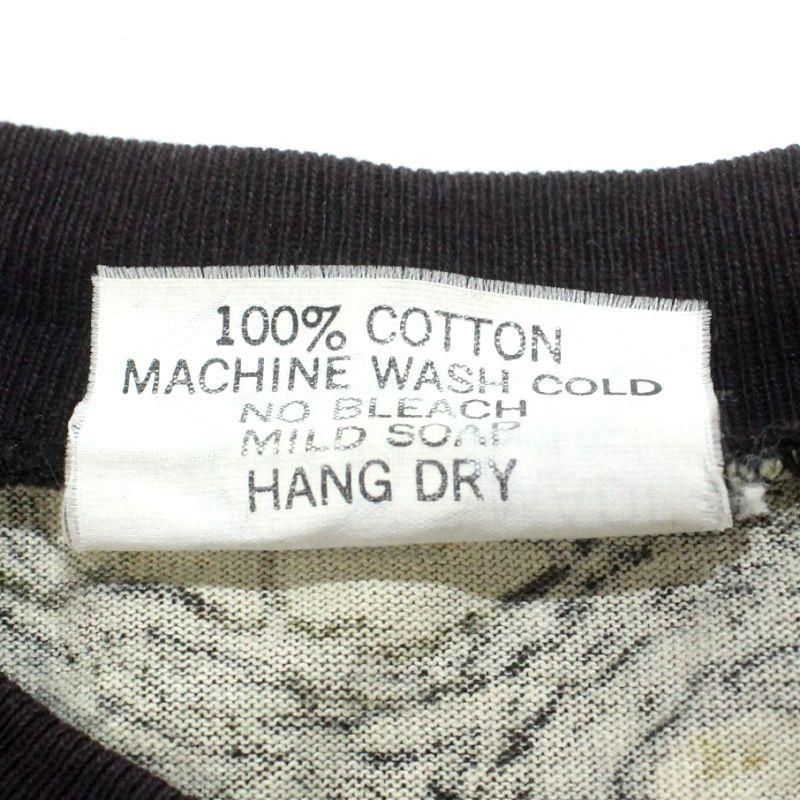 100% COTTON
MACHINE WASH COLD
NO BLEACH
MILD SOAP
HANG DRY